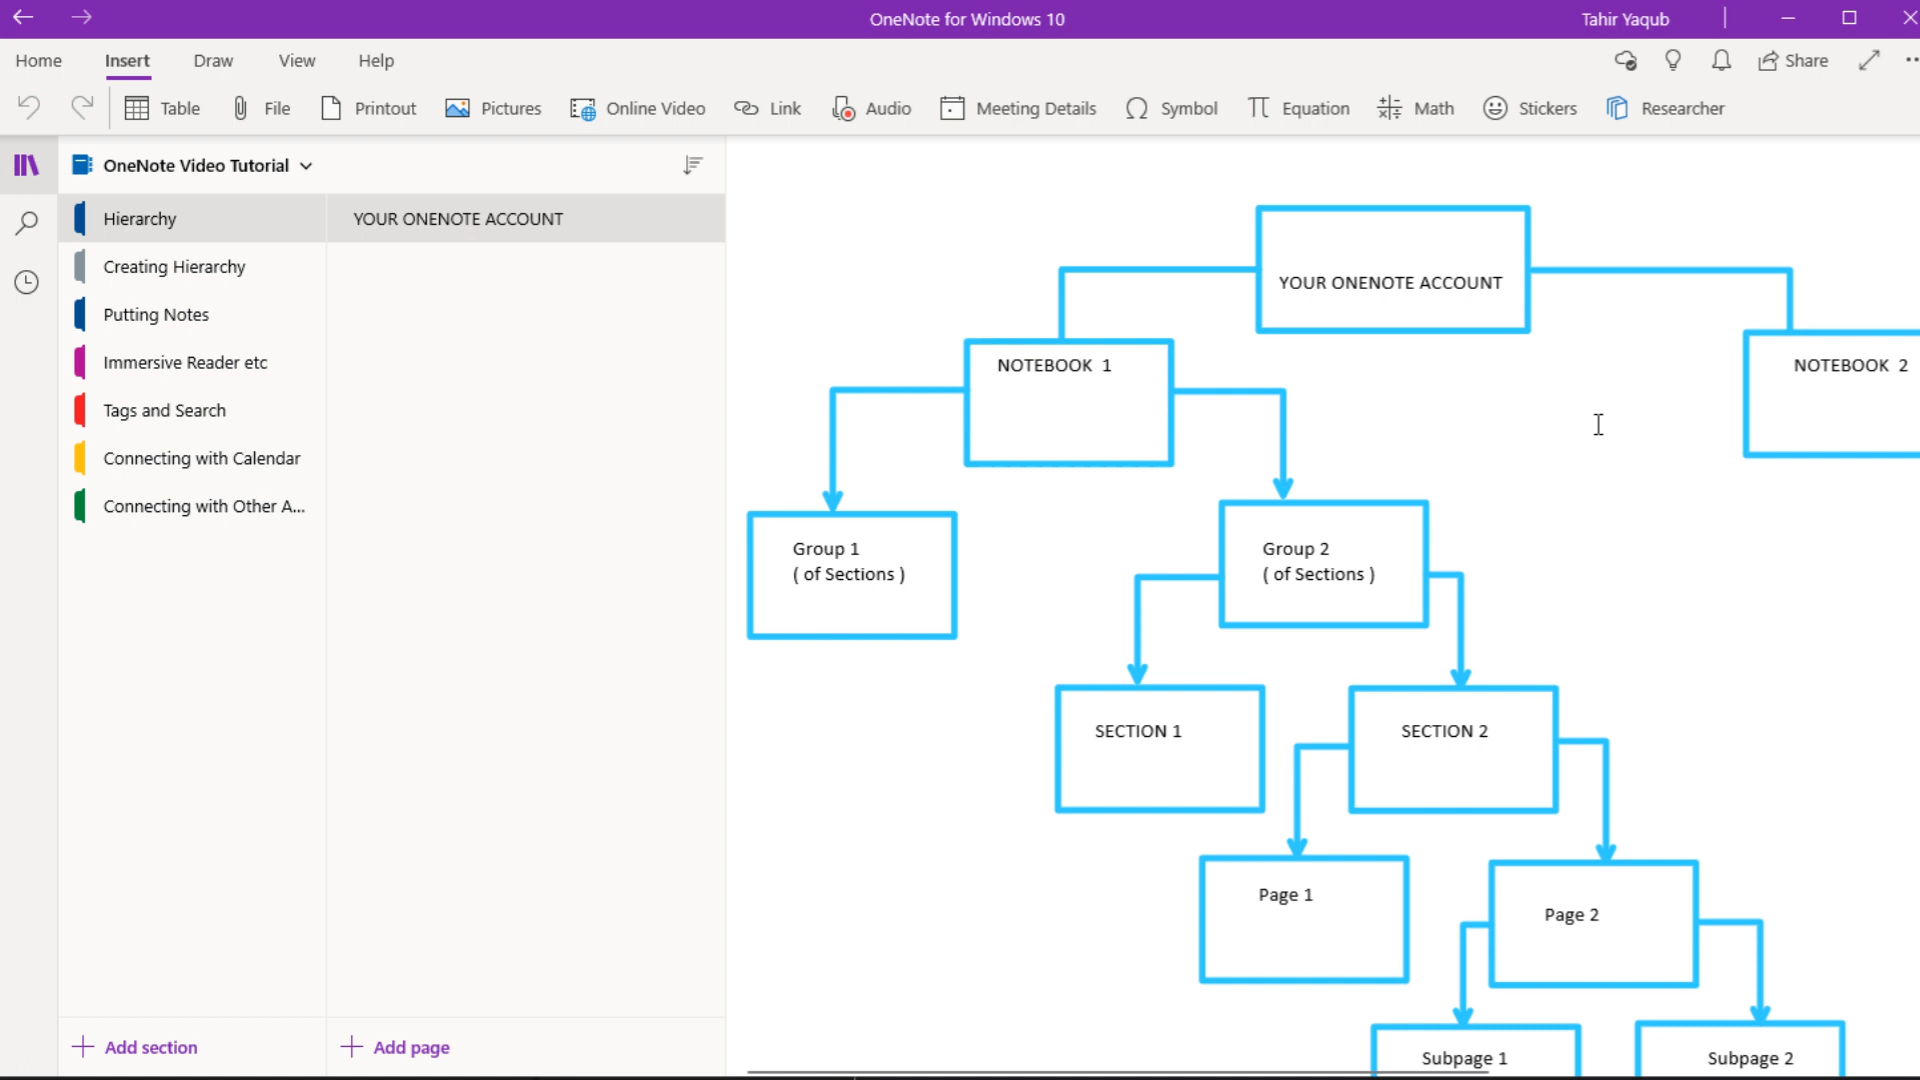 OneNote for Windows 10
Tahir Yaqub
Home Insert Draw View Help
Share
Table File Printout Pictures Online Video Link Audio Meeting Details Symbol Equation Math Stickers Researcher
OneNote Video Tutorial
Hierarchy
Creating Hierarchy
Putting Notes
Immersive Reader etc
Tags and Search
Connecting with Calendar
Connecting with Other A...
Add section
YOUR ONENOTE ACCOUNT
Add page
YOUR ONENOTE ACCOUNT
NOTEBOOK 1
NOTEBOOK 2
Group 1
( of Sections )
Group 2
( of Sections )
SECTION 1
SECTION 2
Page 1
Page 2
Subpage 1
Subpage 2